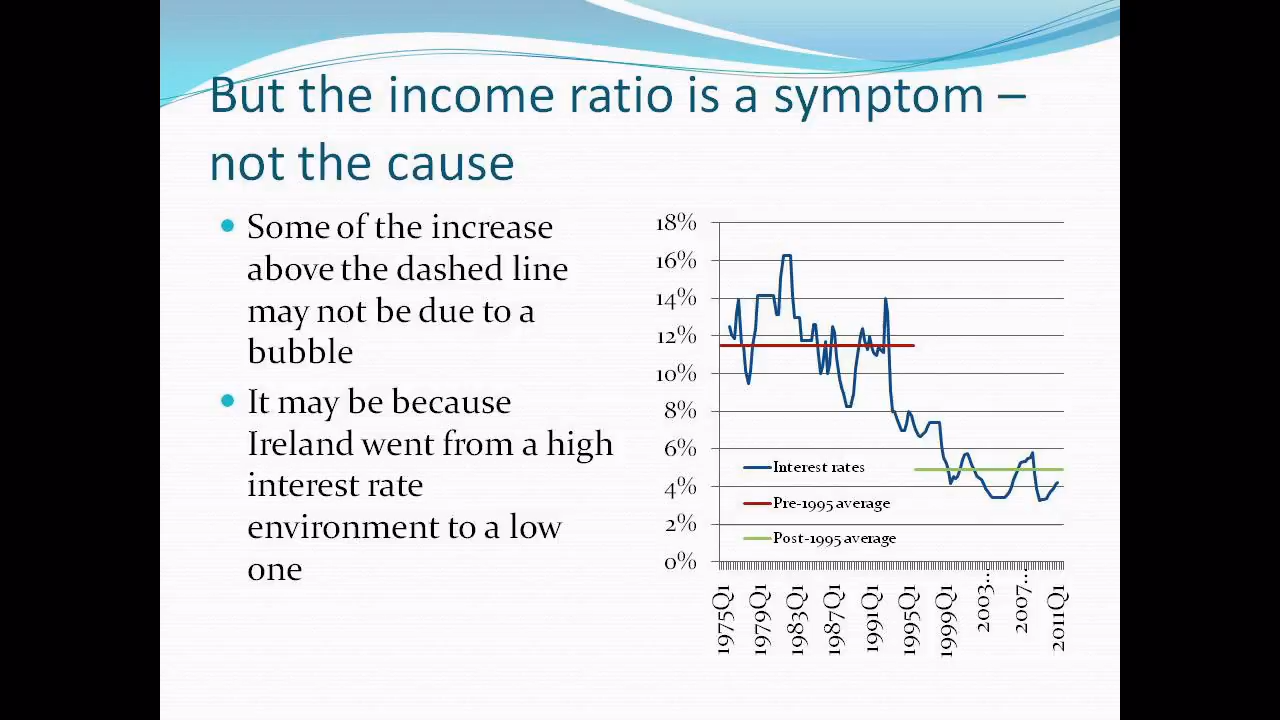 But the income ratio is a symptom –
not the cause
Some of the increase
above the dashed line
may not be due to a
bubble
It may be because
Ireland went from a high
interest rate
environment to a low
one
18%
16%
14%
12%
10%
8%
6%
4%
2%
0%
Interest rates
Pre-1995 average
Post-1995 average
1975Q1
1979Q1
1983Q1
1987Q1
1991Q1
1995Q1
1999Q1
2003...
2007...
2011Q1